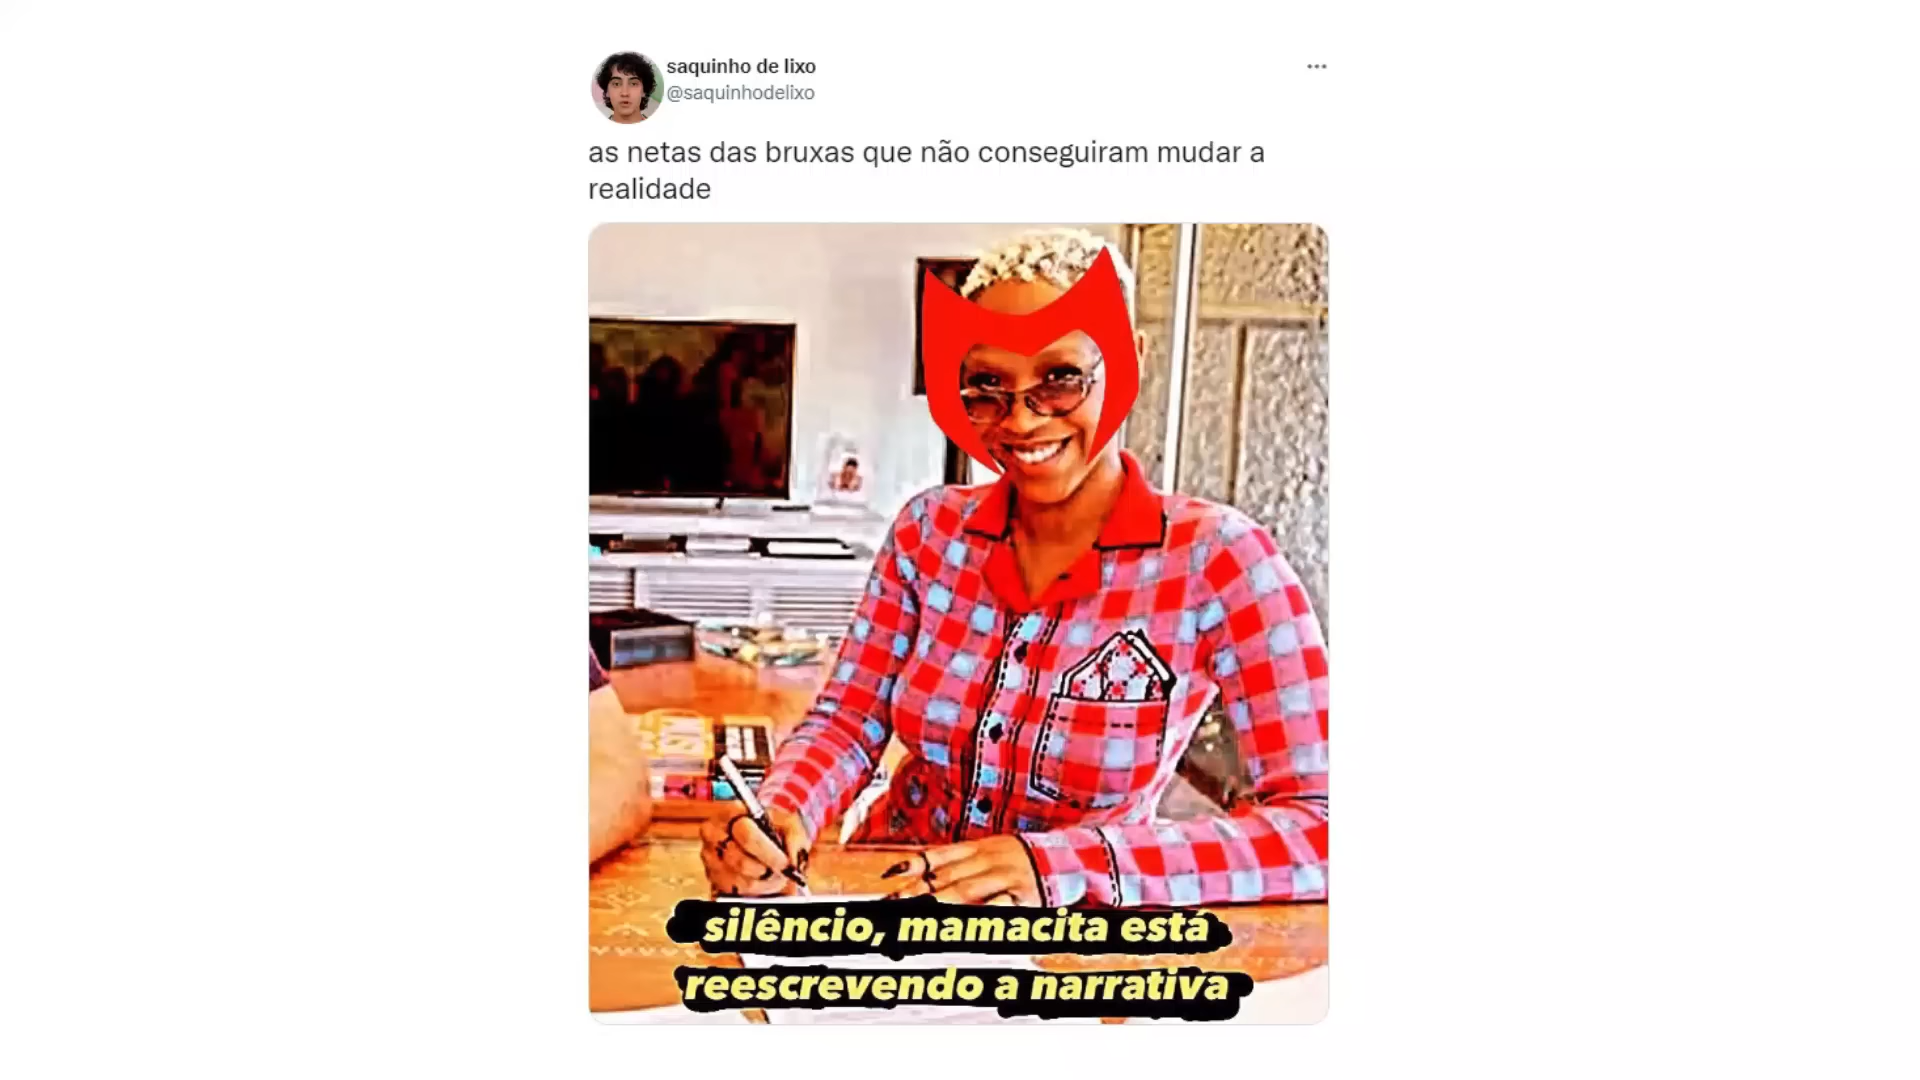 saquinho de lixo
@saquinhodelixo
as netas das bruxas que não conseguiram mudar a
realidade
silêncio, mamacita está
reescrevendo a narrativa